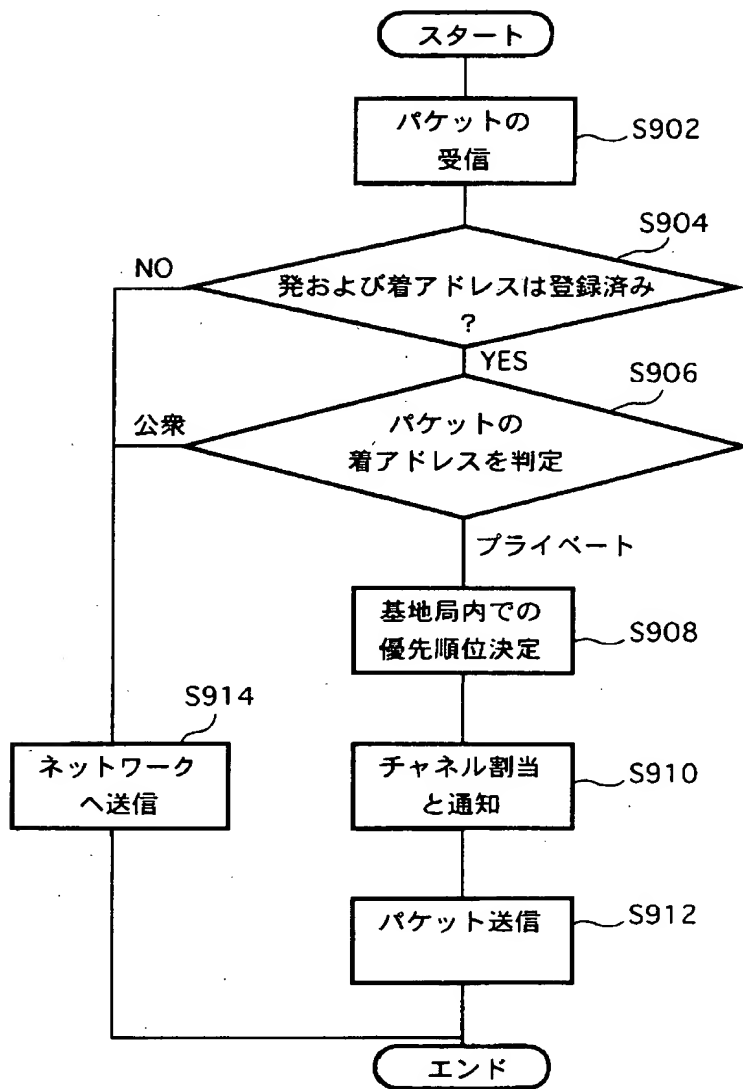 スタート
パケットの
受信
S902
S904
NO
発および着アドレスは登録済み
?
YES
S906
公衆
パケットの
着アドレスを判定
プライベート
基地局内での
優先順位決定
S908
S914
ネットワーク
へ送信
チャネル割当
と通知
S910
パケット送信
S912
エンド